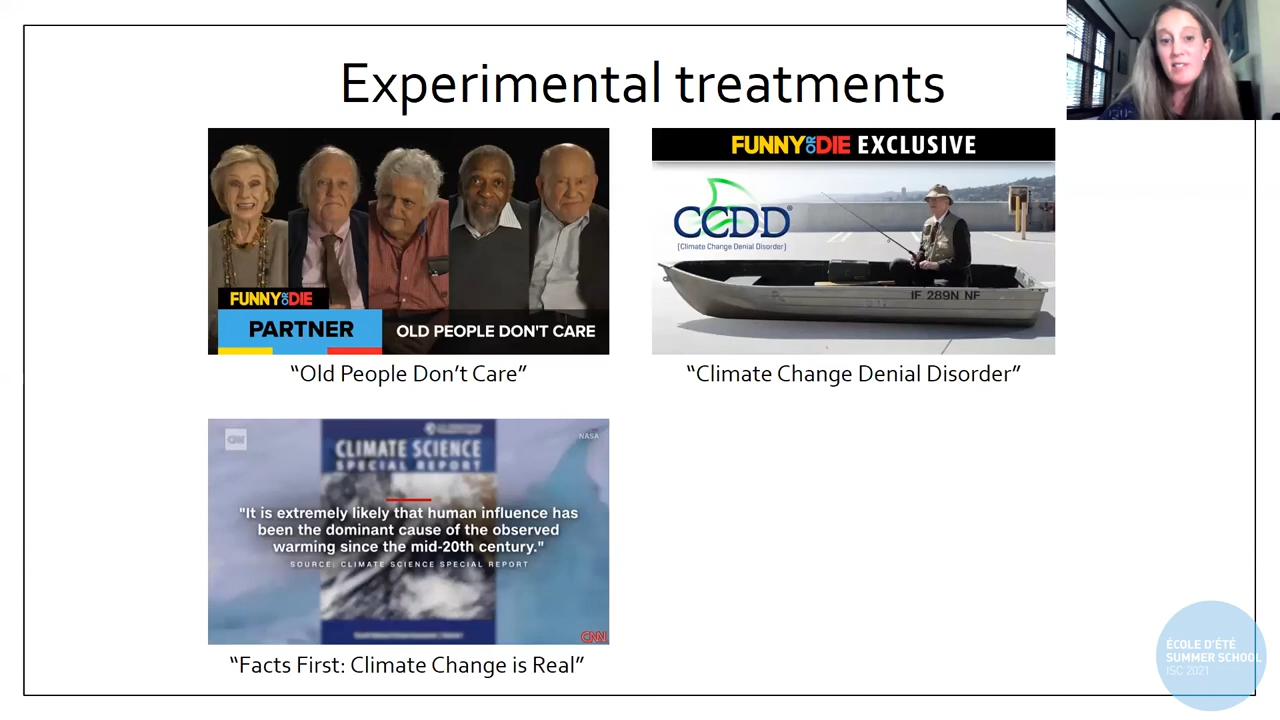 Experimental treatments
FUNNY OR DIE
PARTNER
OLD PEOPLE DON'T CARE
“Old People Don’t Care”
FUNNY OR DIE EXCLUSIVE
CCDD®
[Climate Change Denial Disorder]
IF 289N NF
“Climate Change Denial Disorder”
CNN
NASA
CLIMATE SCIENCE
SPECIAL REPORT
"It is extremely likely that human influence has
been the dominant cause of the observed
warming since the mid-20th century."
SOURCE: CLIMATE SCIENCE SPECIAL REPORT
CNN
“Facts First: Climate Change is Real”
ÉCOLE D'ÉTÉ
SUMMER SCHOOL
ISC 2021